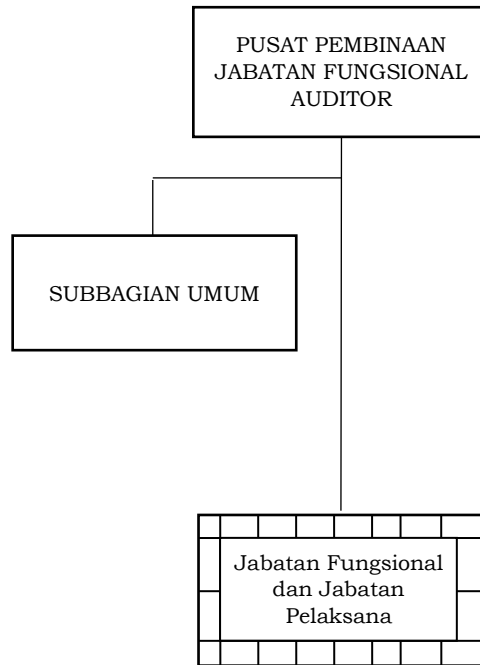 PUSAT PEMBINAAN
JABATAN FUNGSIONAL
AUDITOR
SUBBAGIAN UMUM
Jabatan Fungsional
dan Jabatan
Pelaksana